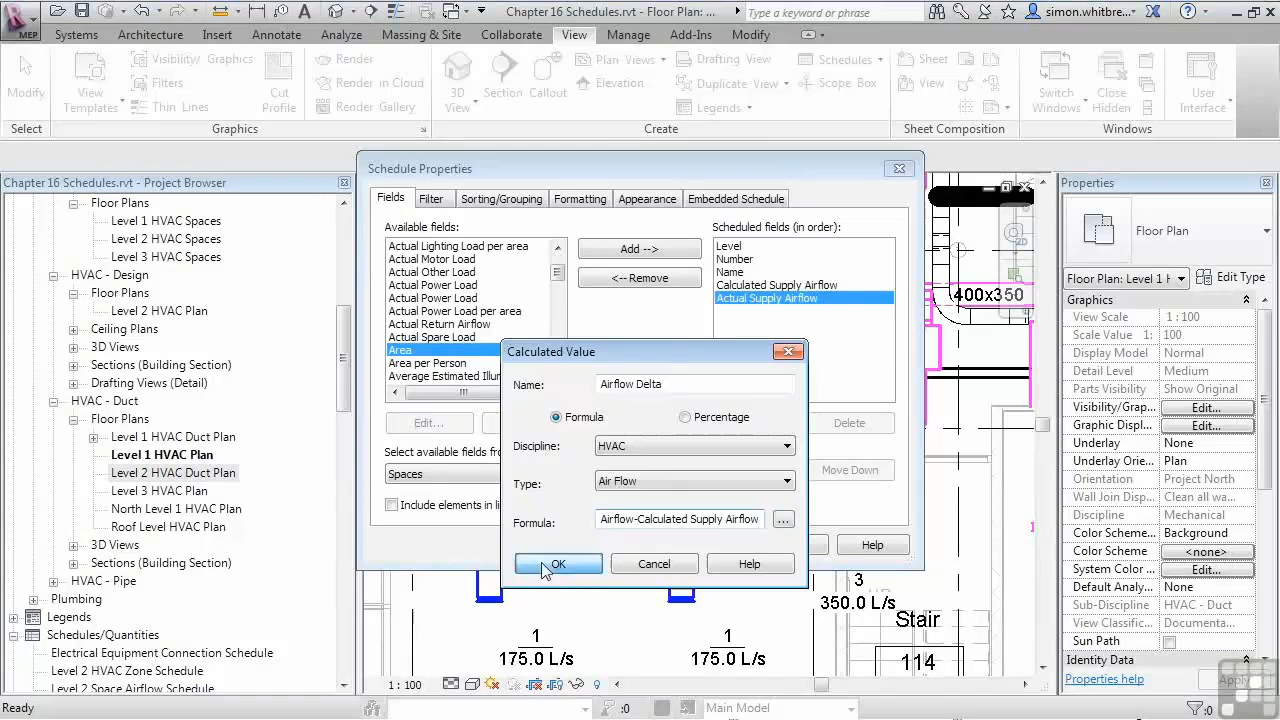 Chapter 16 Schedules.rvt - Floor Plan: ...
Type a keyword or phrase
simon.whitbre...
MEP
Systems
Architecture
Insert
Annotate
Analyze
Massing & Site
Collaborate
View
Manage
Add-Ins
Modify
Modify
View Templates
Visibility/ Graphics
Filters
Thin Lines
Cut Profile
Render
Render in Cloud
Render Gallery
3D View
Section
Callout
Plan Views
Elevation
Drafting View
Duplicate View
Legends
Schedules
Scope Box
Sheet
View
Switch Windows
Close Hidden
User Interface
Select
Graphics
Create
Sheet Composition
Windows
Chapter 16 Schedules.rvt - Project Browser
Floor Plans
Level 1 HVAC Spaces
Level 2 HVAC Spaces
Level 3 HVAC Spaces
HVAC - Design
Floor Plans
Level 1 HVAC Plan
Ceiling Plans
3D Views
Sections (Building Section)
Drafting Views (Detail)
HVAC - Duct
Floor Plans
Level 1 HVAC Duct Plan
Level 1 HVAC Plan
Level 2 HVAC Duct Plan
Level 3 HVAC Plan
North Level 1 HVAC Plan
Roof Level HVAC Plan
3D Views
Sections (Building Section)
HVAC - Pipe
Plumbing
Legends
Schedules/Quantities
Electrical Equipment Connection Schedule
Level 2 HVAC Zone Schedule
Level 2 Space Airflow Schedule
Schedule Properties
Fields
Filter
Sorting/Grouping
Formatting
Appearance
Embedded Schedule
Available fields:
Actual Lighting Load per area
Actual Motor Load
Actual Other Load
Actual Power Load
Actual Power Load
Actual Power Load per area
Actual Return Airflow
Actual Spare Load
Area
Area per Person
Average Estimated Illun
Add -->
<-- Remove
Scheduled fields (in order):
Level
Number
Name
Calculated Supply Airflow
Actual Supply Airflow
Edit...
Delete
Select available fields fro
Spaces
Move Down
Include elements in li
Help
Calculated Value
Name:
Airflow Delta
Formula
Percentage
Discipline:
HVAC
Type:
Air Flow
Formula:
Airflow-Calculated Supply Airflow
...
OK
Cancel
Help
400x350
1
175.0 L/s
1
175.0 L/s
3
350.0 L/s
Stair
114
1 : 100
Properties
Floor Plan
Floor Plan: Level 1 H
Edit Type
Graphics
View Scale 1 : 100
Scale Value 1: 100
Display Model Normal
Detail Level Medium
Parts Visibility Show Original
Visibility/Grap... Edit...
Graphic Displ... Edit...
Underlay None
Underlay Orie... Plan
Orientation Project North
Wall Join Displ... Clean all wa...
Discipline Mechanical
Show Hidden ... By Discipline
Color Scheme ... Background
Color Scheme <none>
System Color ... Edit...
Default Analy... None
Sub-Discipline HVAC - Duct
View Classific... Documenta...
Sun Path
Identity Data
Properties help
Apply
Ready
:0
Main Model
:0